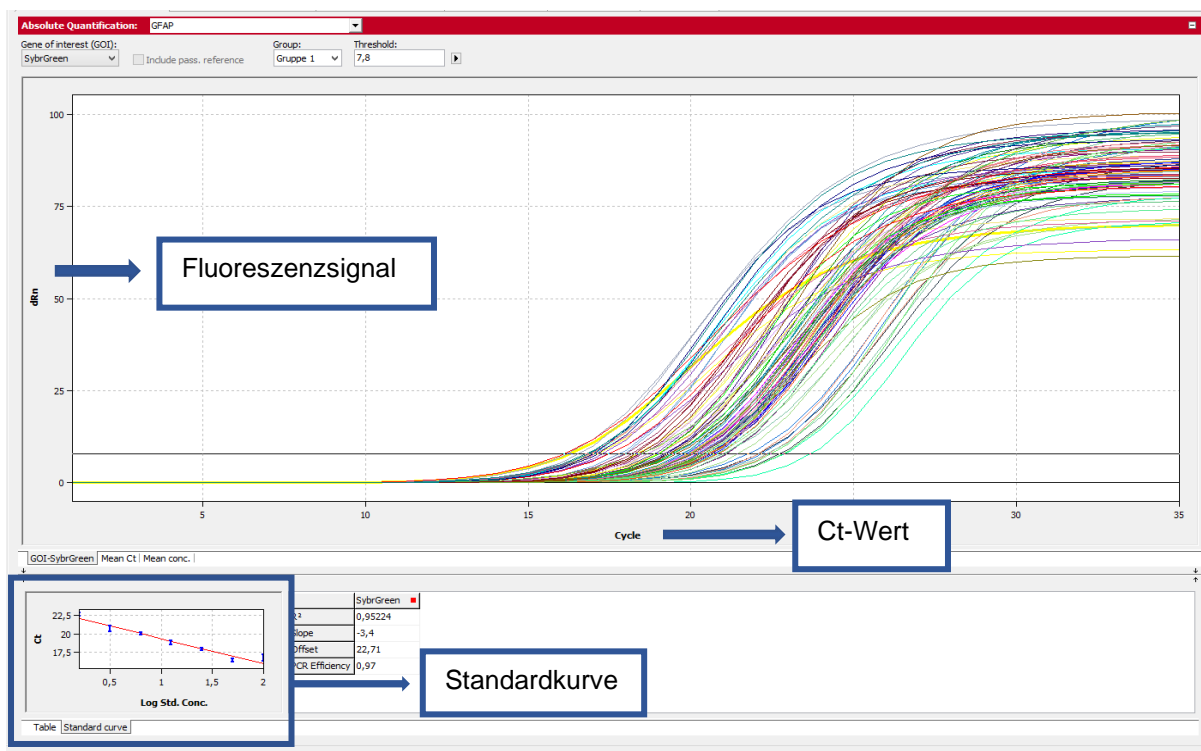 Absolute Quantification: GFAP
Gene of interest (GOI): Group: Threshold:
SybrGreen Include pass. reference Gruppe 1 7,8
100
75
50
25
0
dRn
Fluoreszenzsignal
5 10 15 20 30 35
Cycle
Ct-Wert
GOI-SybrGreen Mean Ct Mean conc.
22,5
20
17,5
Ct
0,5 1 1,5 2
Log Std. Conc.
SybrGreen
R² 0,95224
Slope -3,4
Offset 22,71
PCR Efficiency 0,97
Standardkurve
Table Standard curve